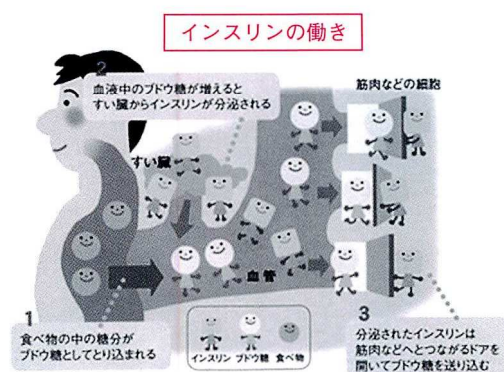 インスリンの働き
2
血液中のブドウ糖が増えると
すい臓からインスリンが分泌される
筋肉などの細胞
すい臓
血管
1
食べ物の中の糖分が
ブドウ糖としてとり込まれる
インスリン ブドウ糖 食べ物
3
分泌されたインスリンは
筋肉などへとつながるドアを
開いてブドウ糖を送り込む